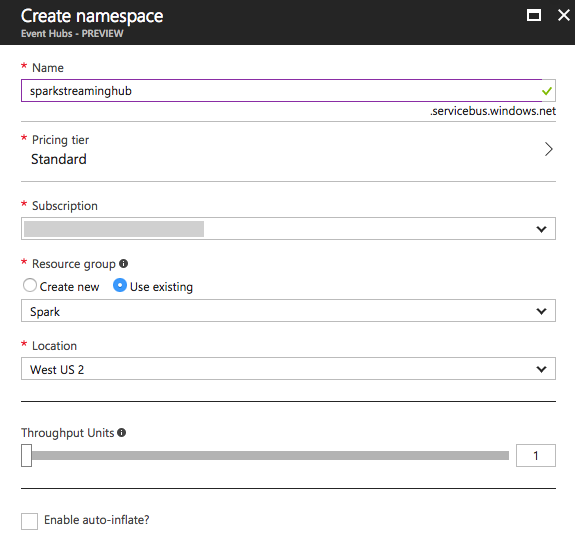 Create namespace
Event Hubs - PREVIEW
* Name
sparkstreaminghub
.servicebus.windows.net
* Pricing tier
Standard
* Subscription
* Resource group
Create new Use existing
Spark
* Location
West US 2
Throughput Units
1
Enable auto-inflate?